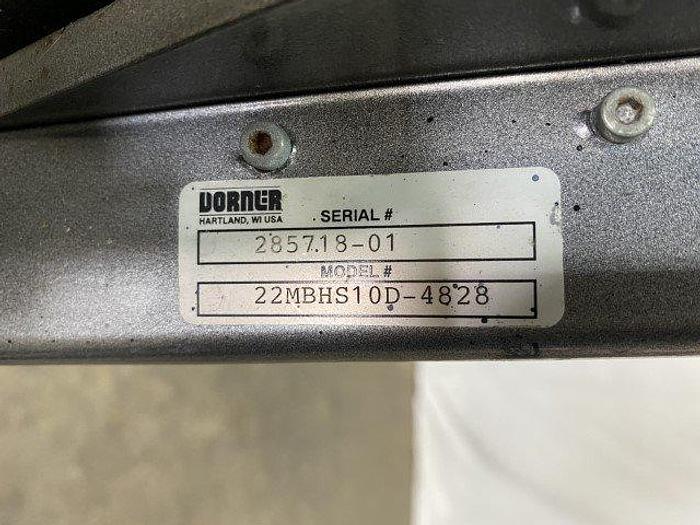 DORNER
HARTLAND, WI USA
SERIAL #
285718-01
MODEL #
22MBHS10D-4828